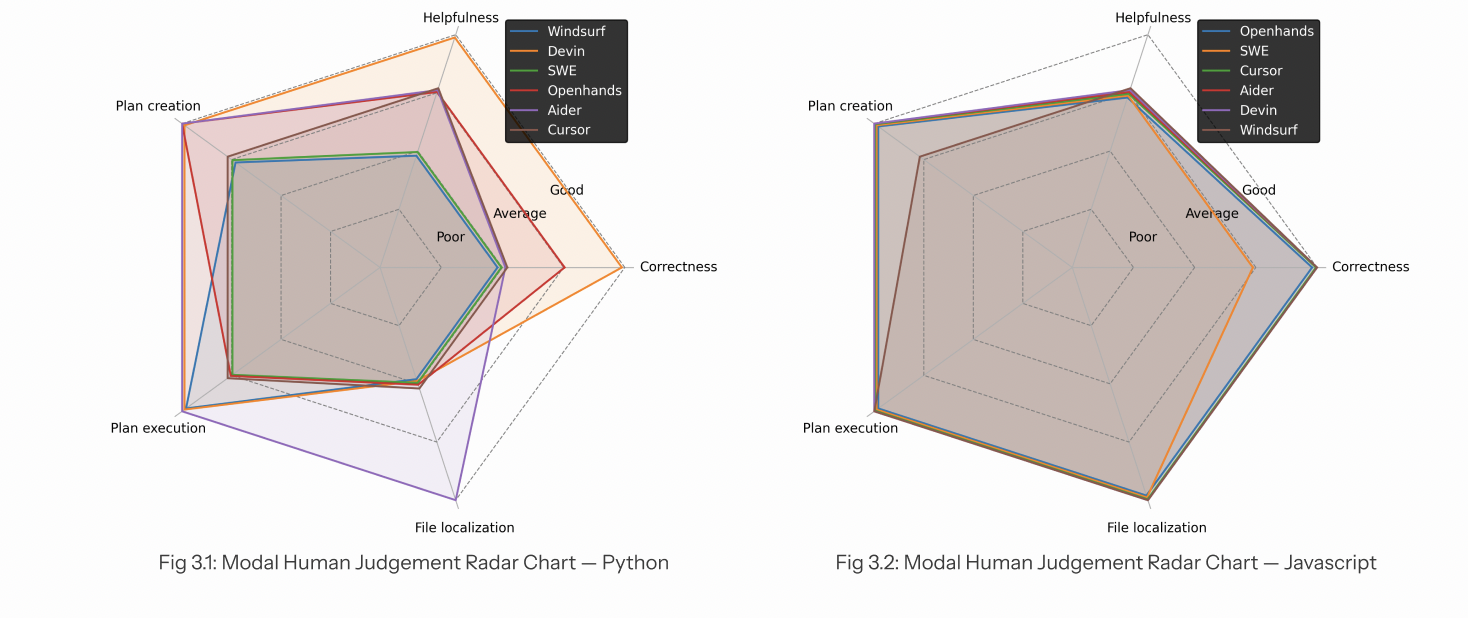 Helpfulness
Windsurf
Devin
SWE
Openhands
Aider
Cursor
Plan creation
Good
Average
Poor
Correctness
Plan execution
File localization
Fig 3.1: Modal Human Judgement Radar Chart — Python
Helpfulness
Openhands
SWE
Cursor
Aider
Devin
Windsurf
Plan creation
Good
Average
Poor
Correctness
Plan execution
File localization
Fig 3.2: Modal Human Judgement Radar Chart — Javascript